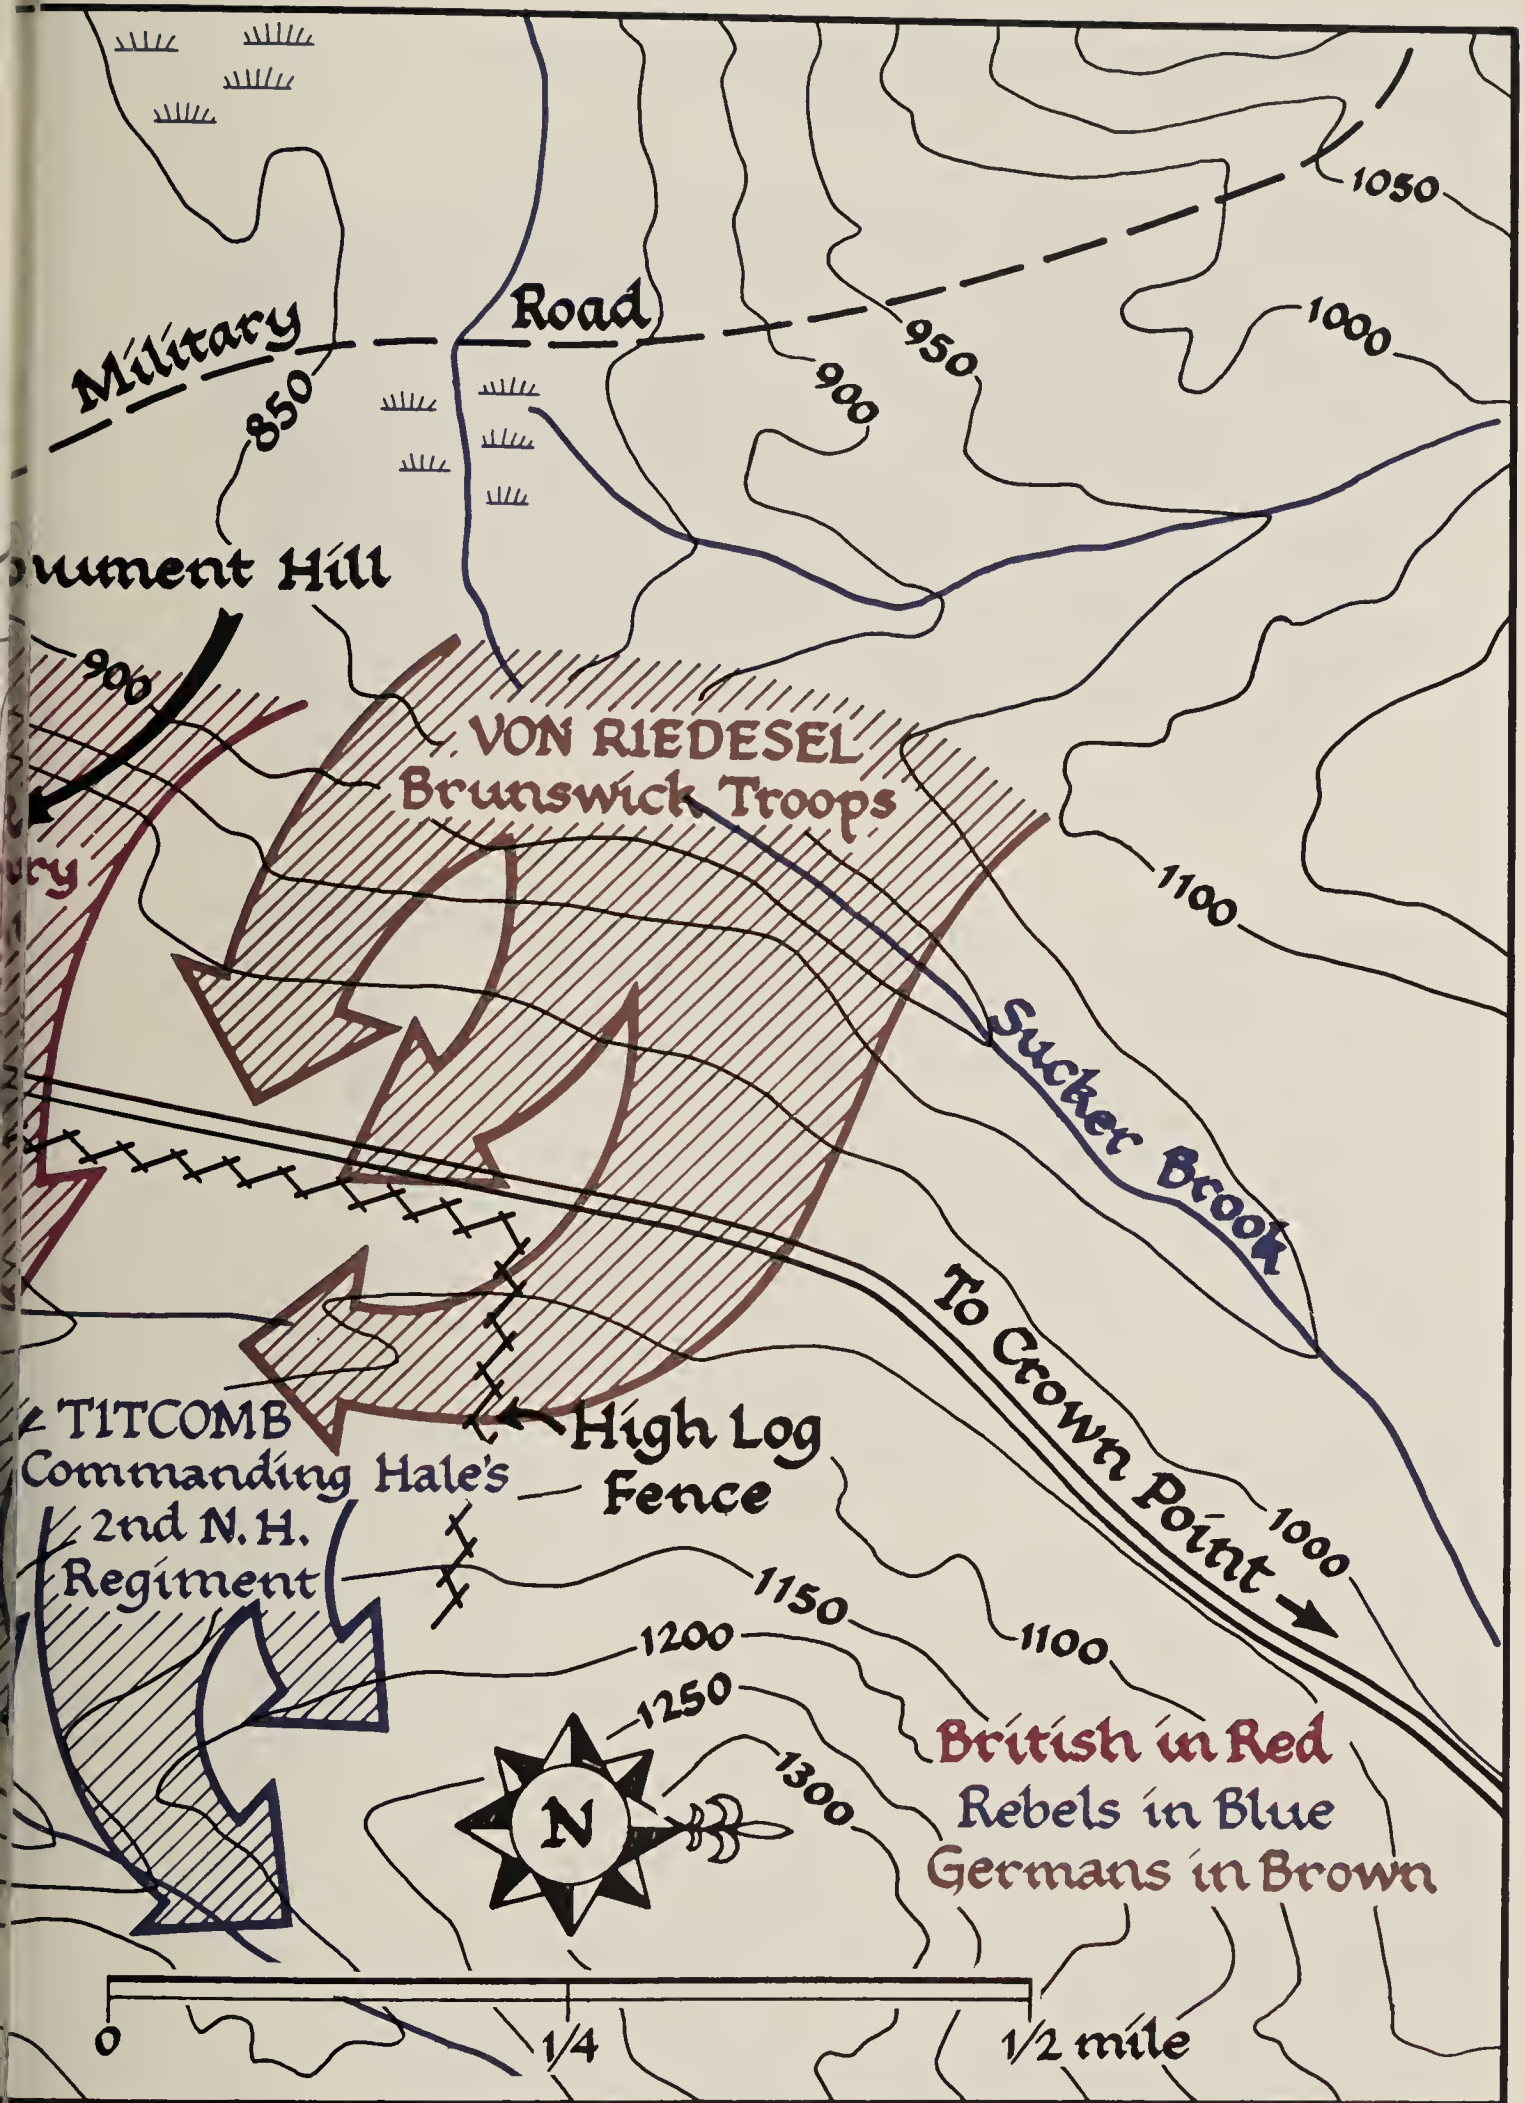 Military
Road
1050
1000
950
900
850
nument Hill
900
VON RIEDESEL
Brunswick Troops
ry
1100
Sucker Brook
To Crown Point
TITCOMB
Commanding Hale's
2nd N.H.
Regiment
High Log
Fence
1000
1150
1100
1200
1250
1300
N
British in Red
Rebels in Blue
Germans in Brown
0
1/4
1/2 mile